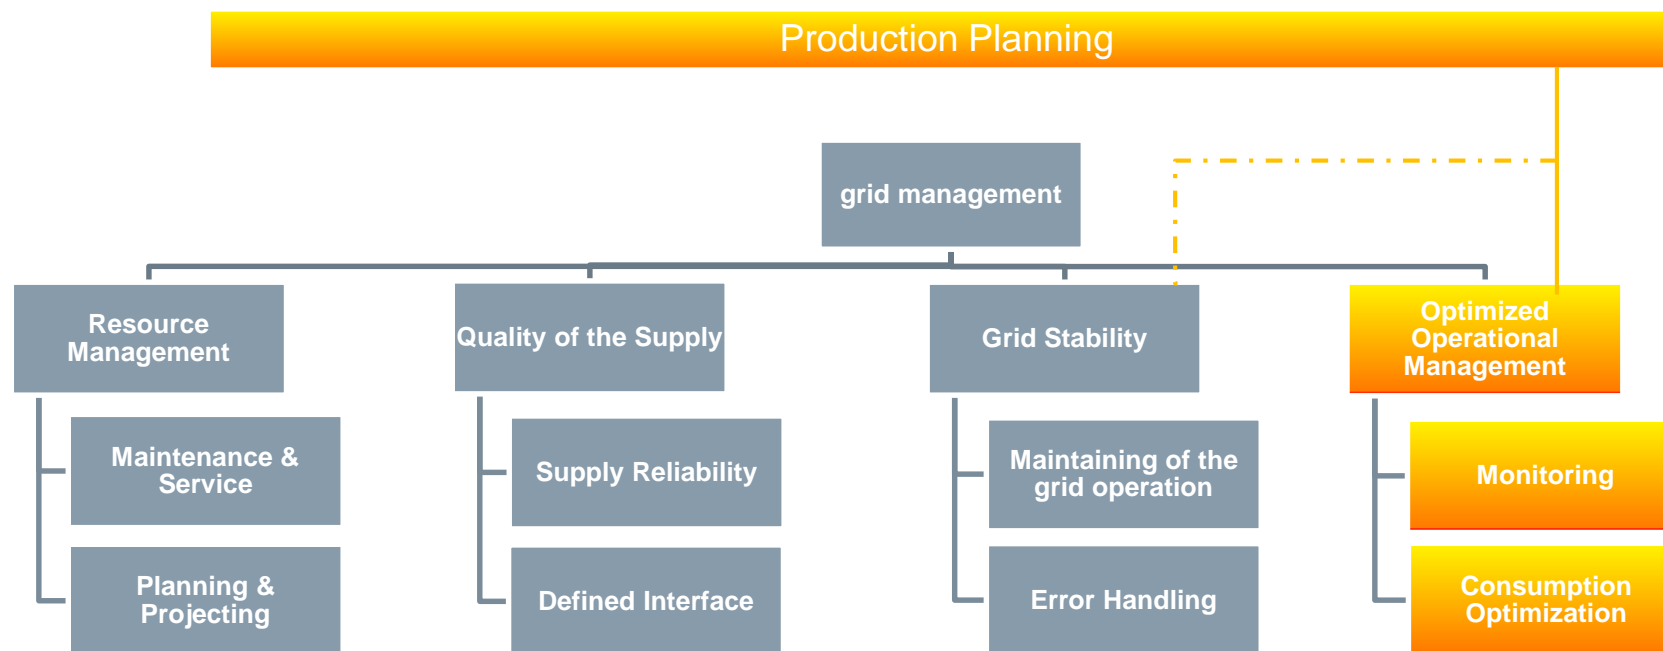 Production Planning
grid management
Resource
Management
Quality of the Supply
Grid Stability
Optimized
Operational
Management
Maintenance &
Service
Supply Reliability
Maintaining of the
grid operation
Monitoring
Planning &
Projecting
Defined Interface
Error Handling
Consumption
Optimization